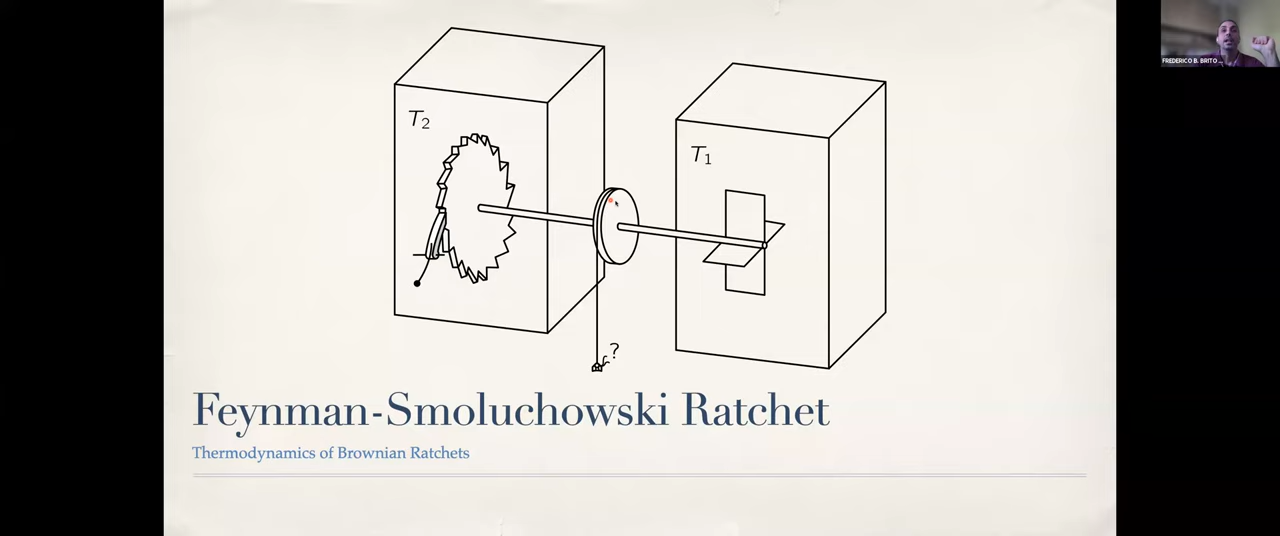 FREDERICO B. BRITO ...
T2
T1
?
Feynman-Smoluchowski Ratchet
Thermodynamics of Brownian Ratchets